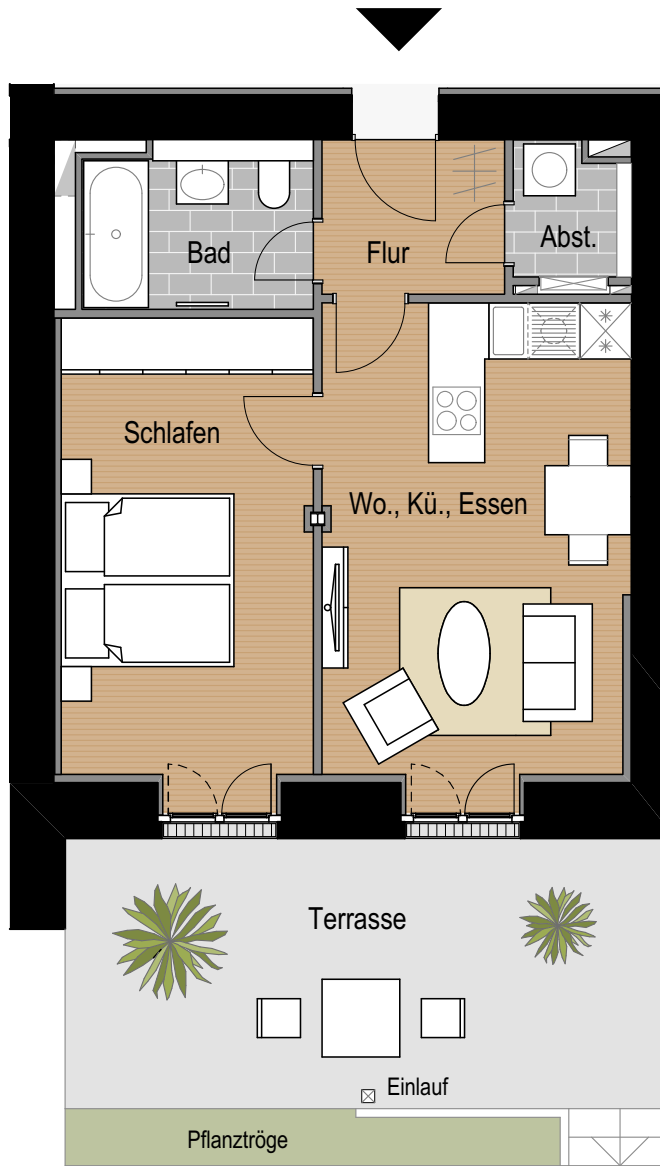 Bad
Flur
Abst.
Schlafen
Wo., Kü., Essen
Terrasse
Einlauf
Pflanztröge